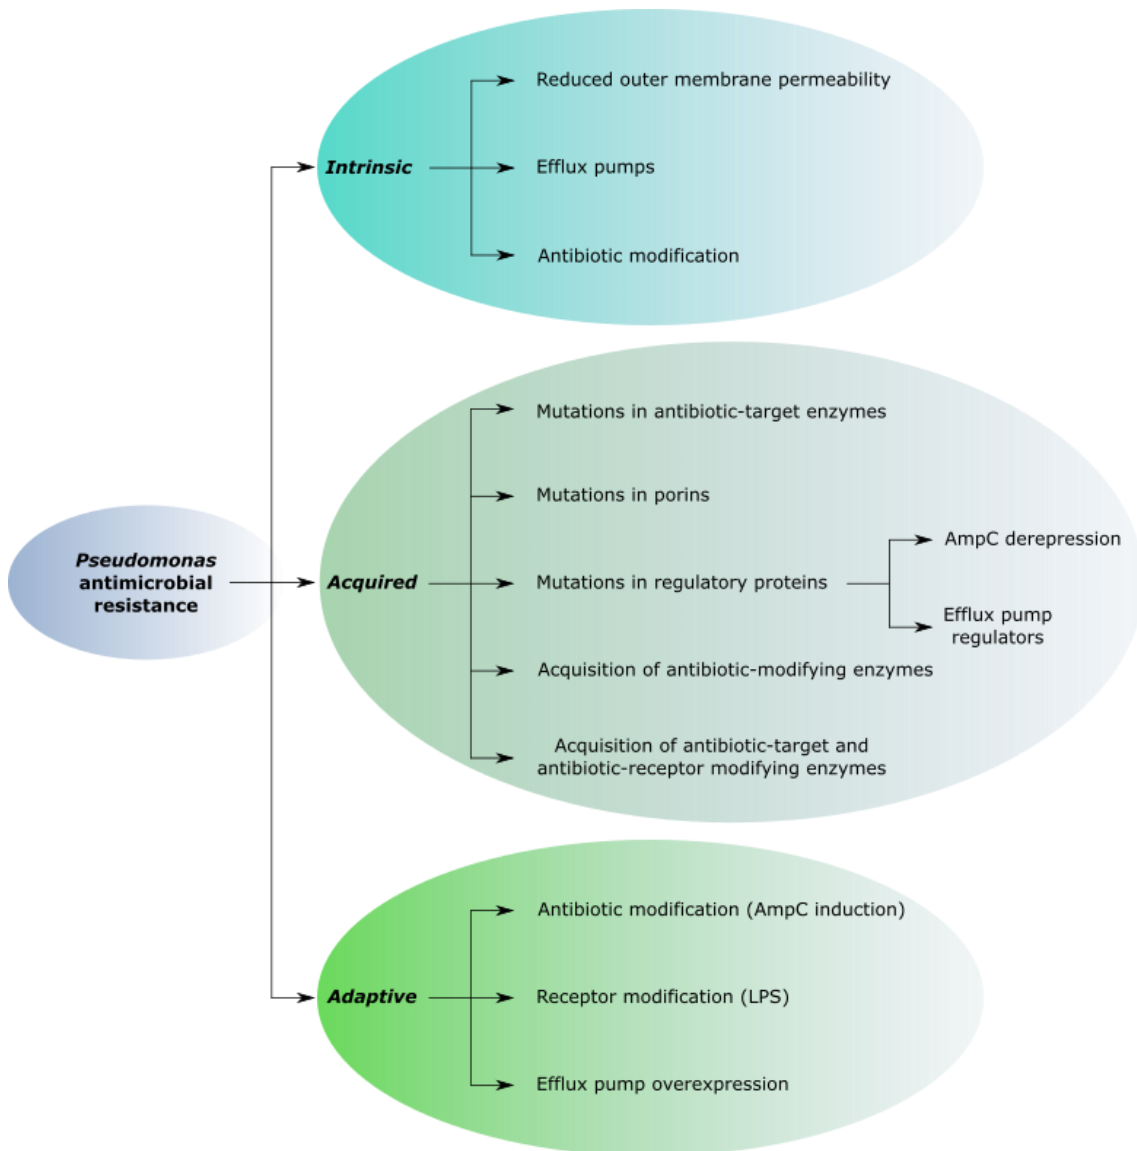 Reduced outer membrane permeability
Intrinsic
Efflux pumps
Antibiotic modification
Mutations in antibiotic-target enzymes
Mutations in porins
AmpC derepression
Pseudomonas
antimicrobial
resistance
Acquired
Mutations in regulatory proteins
Efflux pump
regulators
Acquisition of antibiotic-modifying enzymes
Acquisition of antibiotic-target and
antibiotic-receptor modifying enzymes
Antibiotic modification (AmpC induction)
Adaptive
Receptor modification (LPS)
Efflux pump overexpression